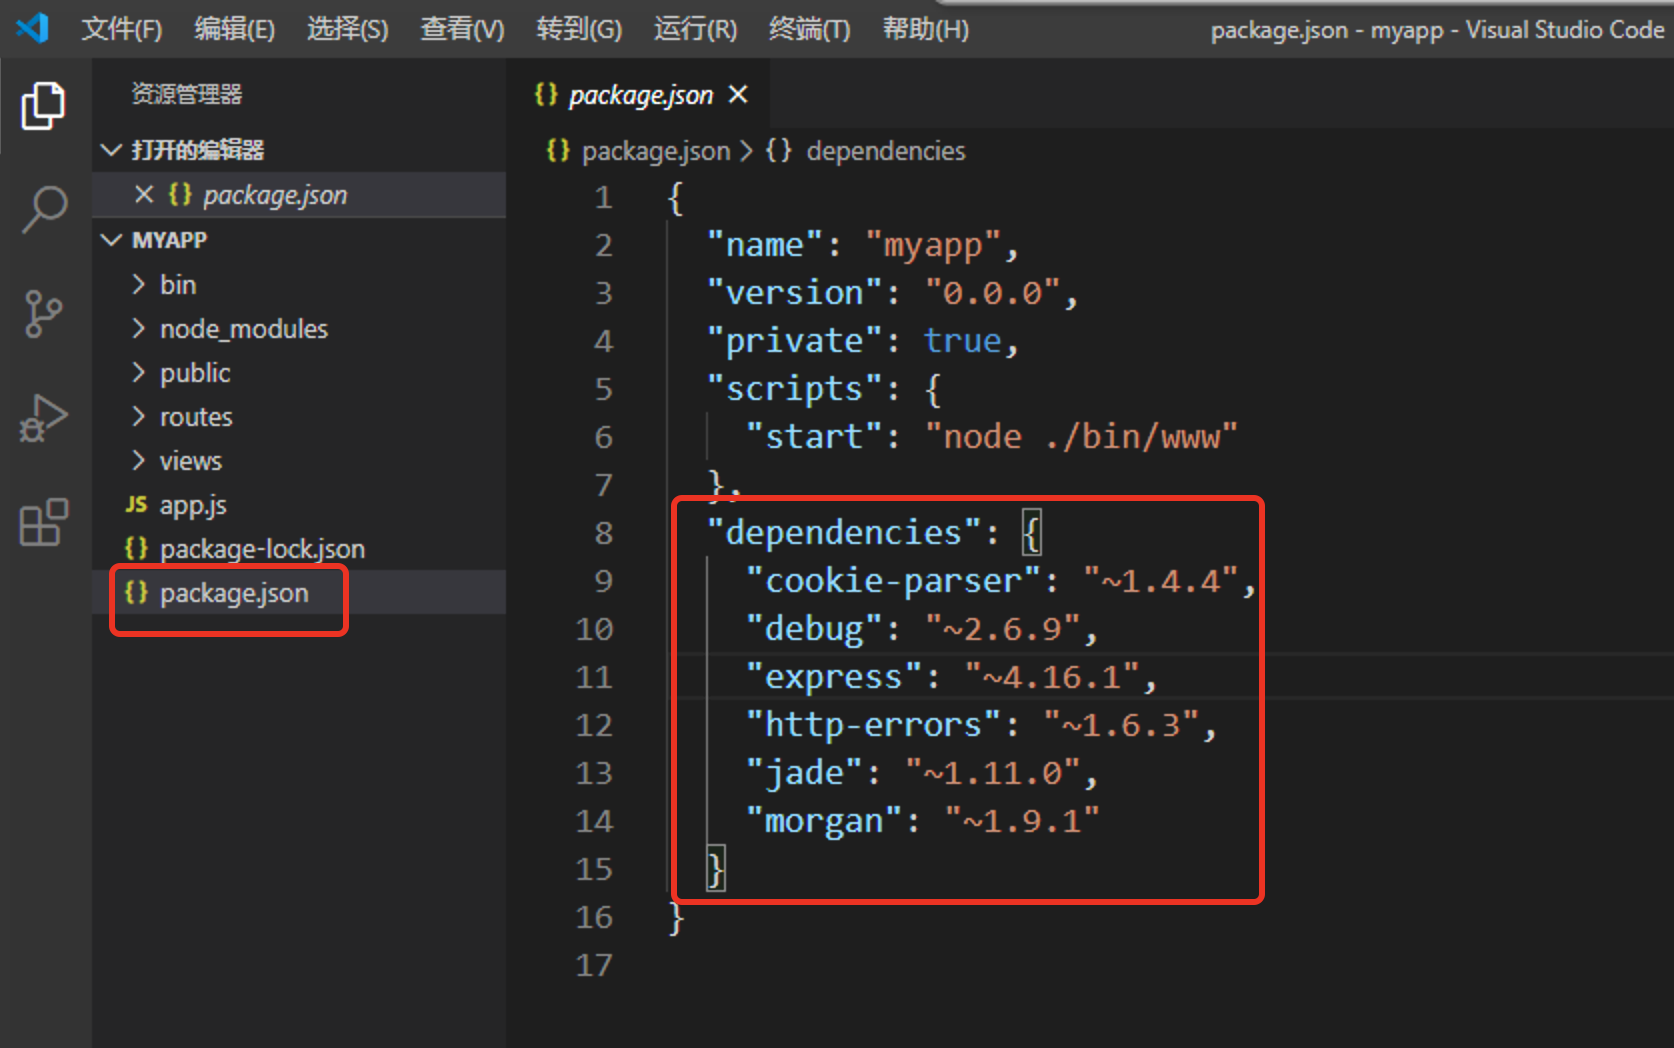 文件(F) 编辑(E) 选择(S) 查看(V) 转到(G) 运行(R) 终端(T) 帮助(H) package.json - myapp - Visual Studio Code
资源管理器
打开的编辑器
package.json
MYAPP
bin
node_modules
public
routes
views
JS app.js
{} package-lock.json
{} package.json
{} package.json
{} package.json > {} dependencies
1 {
2 "name": "myapp",
3 "version": "0.0.0",
4 "private": true,
5 "scripts": {
6 "start": "node ./bin/www"
7 },
8 "dependencies": {
9 "cookie-parser": "~1.4.4",
10 "debug": "~2.6.9",
11 "express": "~4.16.1",
12 "http-errors": "~1.6.3",
13 "jade": "~1.11.0",
14 "morgan": "~1.9.1"
15 }
16 }
17